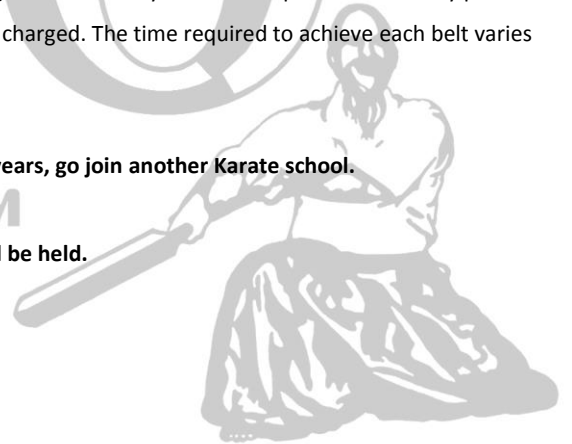 charged. The time required to achieve each belt varies
ears, go join another Karate school.
M
be held.